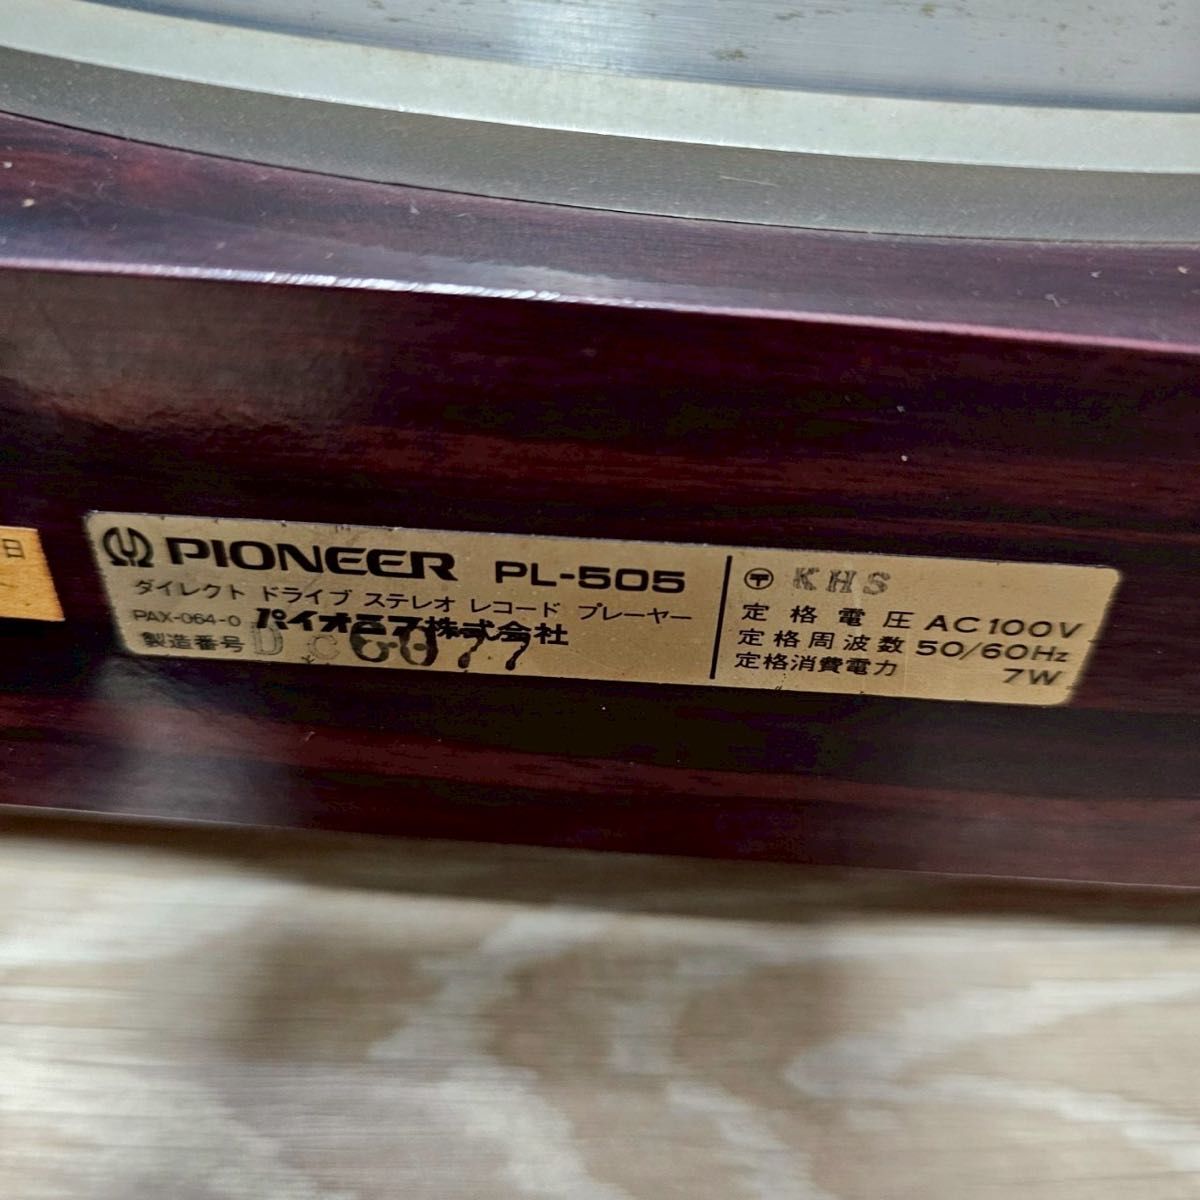 日
PIONEER PL-505
ダイレクト ドライブ ステレオ レコード プレーヤー
PAX-064-0 パイオニア株式会社
製造番号
〒 KHS
定格電圧 AC100V
定格周波数 50/60Hz
定格消費電力 7W